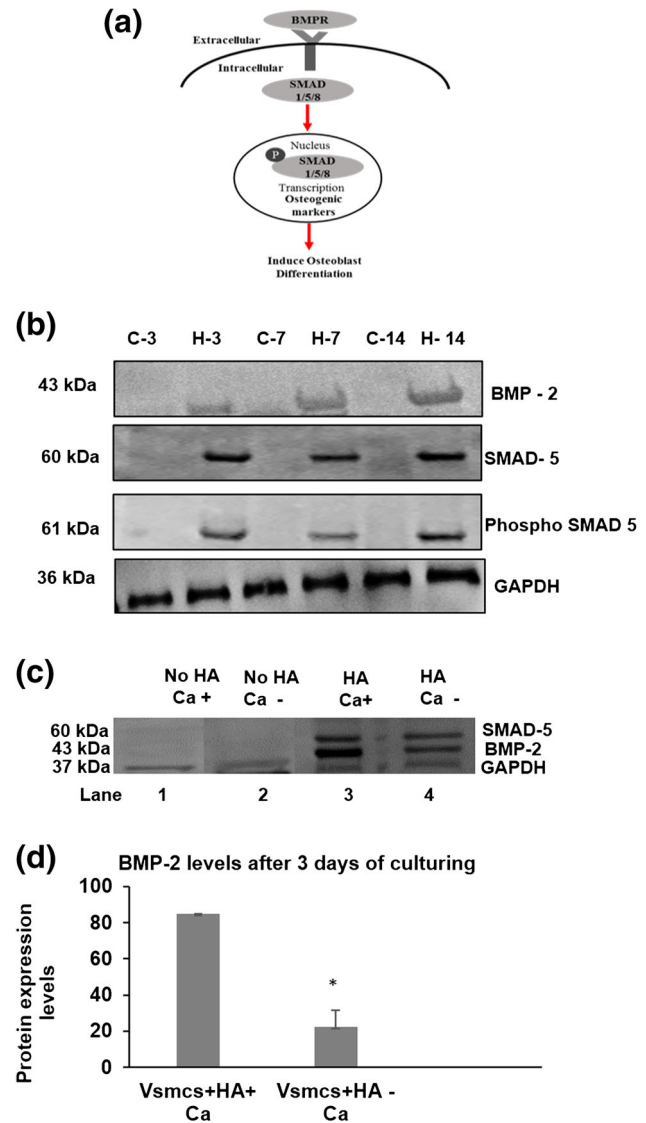 (a)
BMPR
Extracellular
Intracellular
SMAD
1/5/8
Nucleus
P
SMAD
1/5/8
Transcription
Osteogenic
markers
Induce Osteoblast
Differentiation
(b)
C-3 H-3 C-7 H-7 C-14 H- 14
43 kDa BMP - 2
60 kDa SMAD- 5
61 kDa Phospho SMAD 5
36 kDa GAPDH
(c)
No HA No HA HA HA
Ca + Ca - Ca+ Ca -
60 kDa SMAD-5
43 kDa BMP-2
37 kDa GAPDH
Lane 1 2 3 4
(d)
BMP-2 levels after 3 days of culturing
Protein expression
levels
100
80
60
40
20
0
*
Vsmcs+HA+ Vsmcs+HA -
Ca Ca